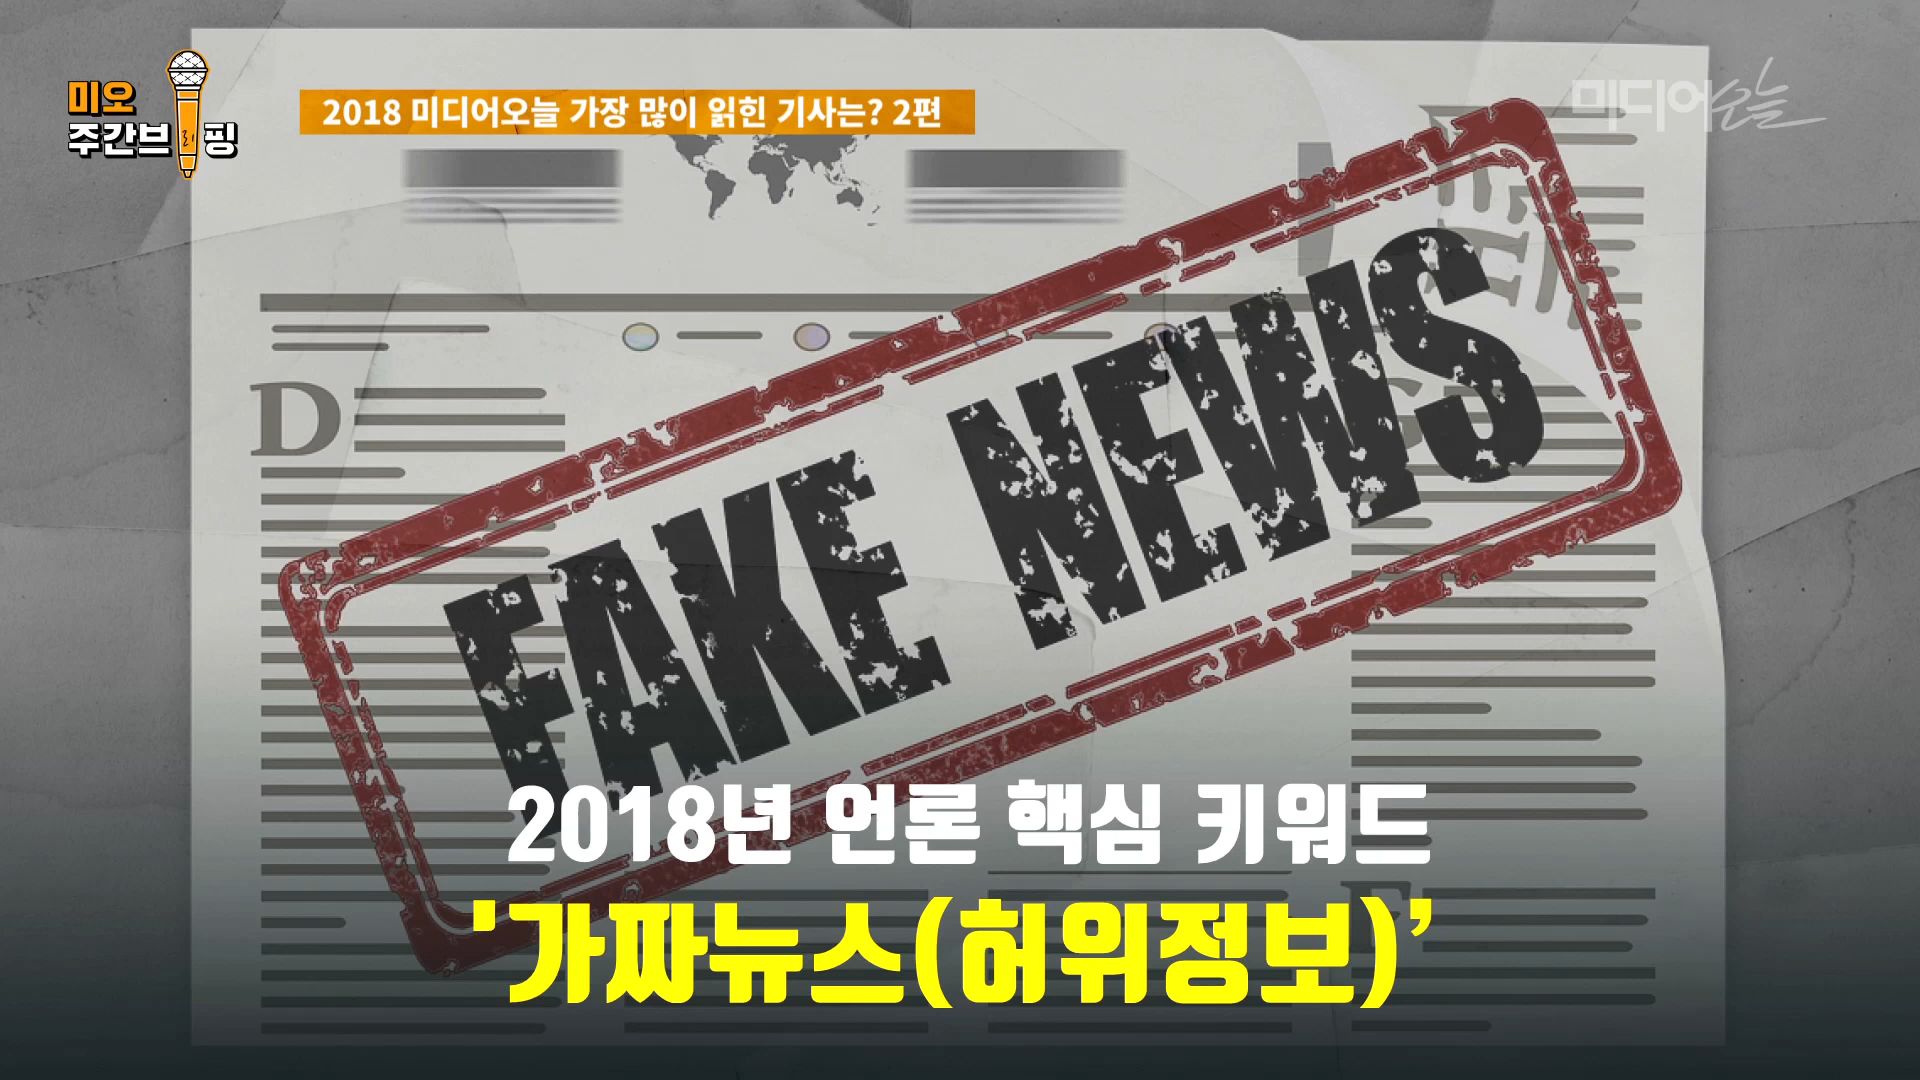 미오
주간브리핑
2018 미디어오늘 가장 많이 읽힌 기사는? 2편
미디어오늘
D
FAKE NEWS
2018년 언론 핵심 키워드
'가짜뉴스(허위정보)'